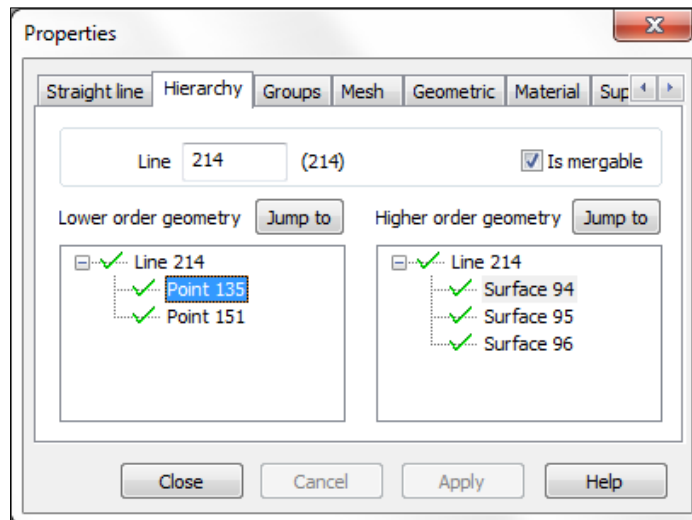 Properties
Straight line Hierarchy Groups Mesh Geometric Material
Line 214 (214) Is mergable
Lower order geometry Jump to Higher order geometry Jump to
Line 214 Line 214
Point 135 Surface 94
Point 151 Surface 95
Surface 96
Close Cancel Apply Help